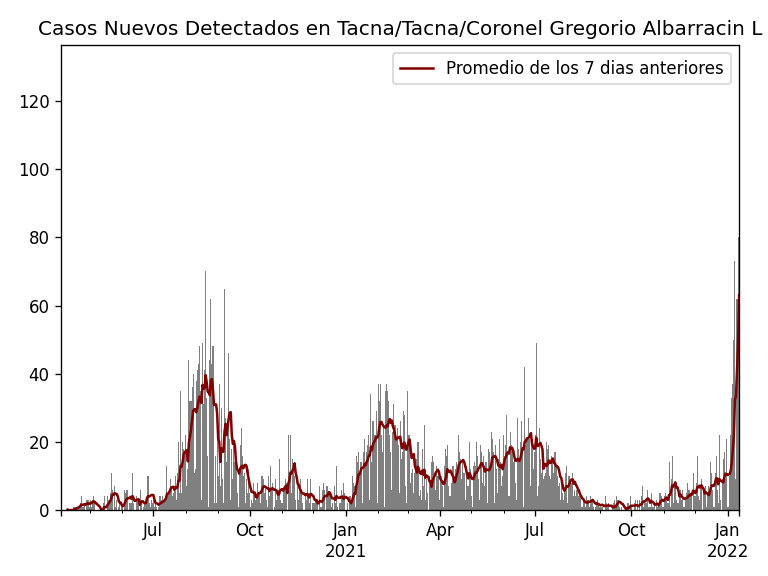 Casos Nuevos Detectados en Tacna/Tacna/Coronel Gregorio Albarracin L
Promedio de los 7 dias anteriores
120
100
80
60
40
20
0
Jul Oct Jan Apr Jul Oct Jan
2021 2022